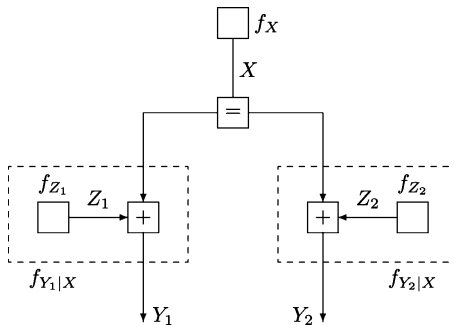 f_X
X
=
f_{Z_1} f_{Z_2}
Z_1 Z_2
+ +
f_{Y_1|X} f_{Y_2|X}
Y_1 Y_2